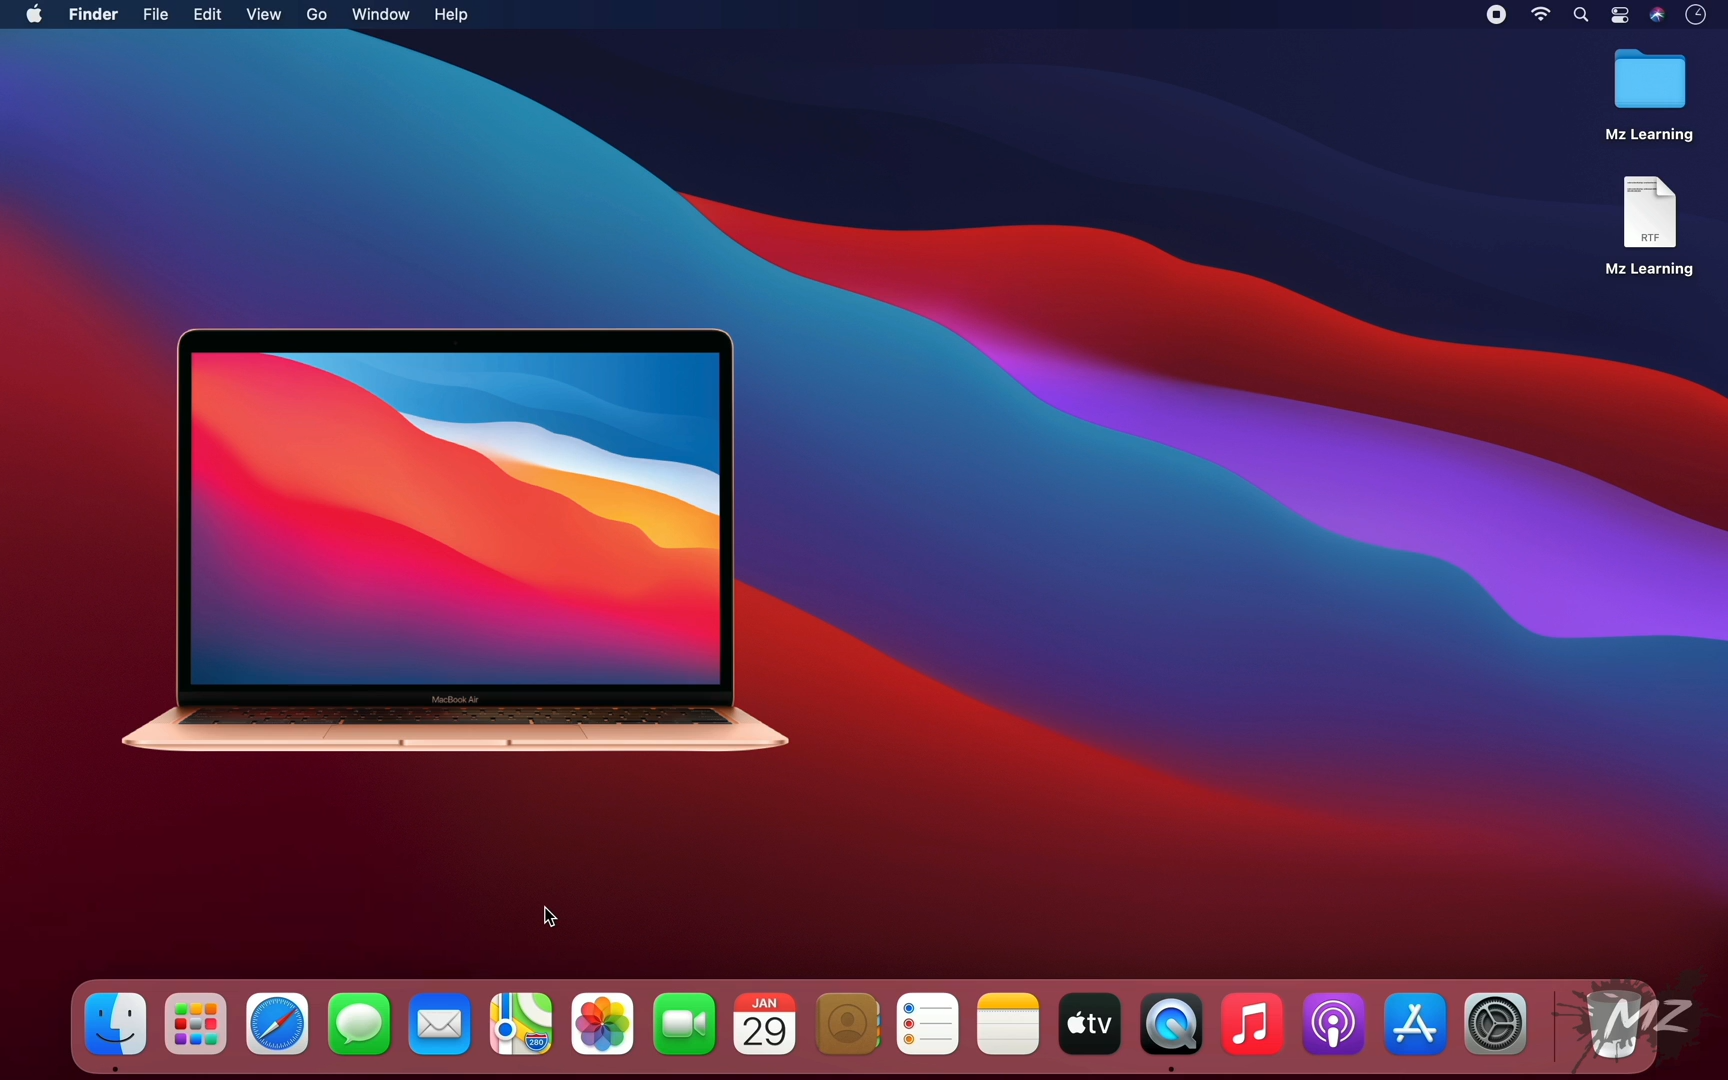 Finder File Edit View Go Window Help
Mz Learning
RTF
Mz Learning
MacBook Air
JAN
29
280
tv
MZ